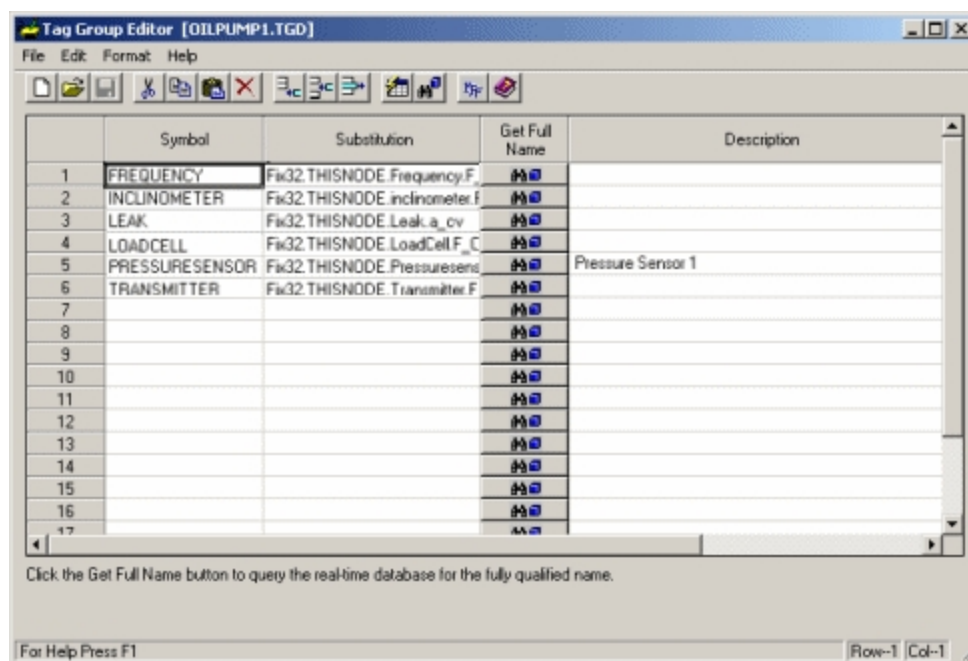 Tag Group Editor [OILPUMP1.TGD]
File Edit Format Help
Symbol Substitution Get Full Name Description
1 FREQUENCY Fix32.THISNODE.Frequency.F_
2 INCLINOMETER Fix32.THISNODE.inclinometer.F
3 LEAK Fix32.THISNODE.Leak.a_cv
4 LOADCELL Fix32.THISNODE.LoadCell.F_C
5 PRESSURESENSOR Fix32.THISNODE.Pressuresens Pressure Sensor 1
6 TRANSMITTER Fix32.THISNODE.Transmitter.F
7
8
9
10
11
12
13
14
15
16
17
Click the Get Full Name button to query the real-time database for the fully qualified name.
For Help Press F1 Row--1 Col--1